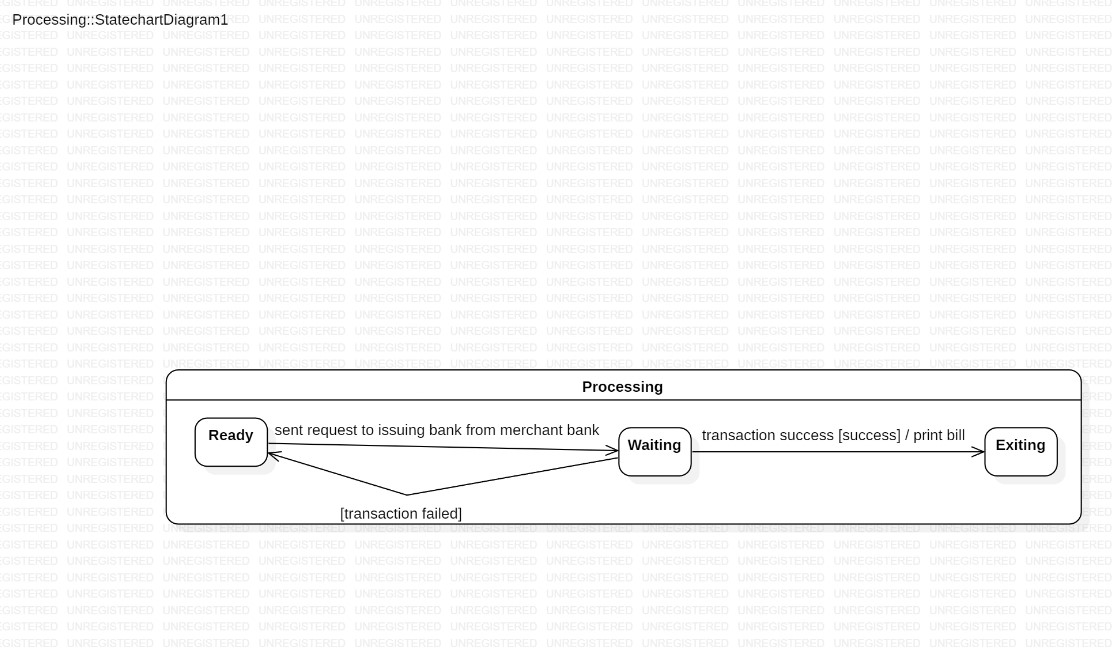 Processing::StatechartDiagram1
Processing
Ready
sent request to issuing bank from merchant bank
Waiting
transaction success [success] / print bill
Exiting
[transaction failed]
UNREGISTERED